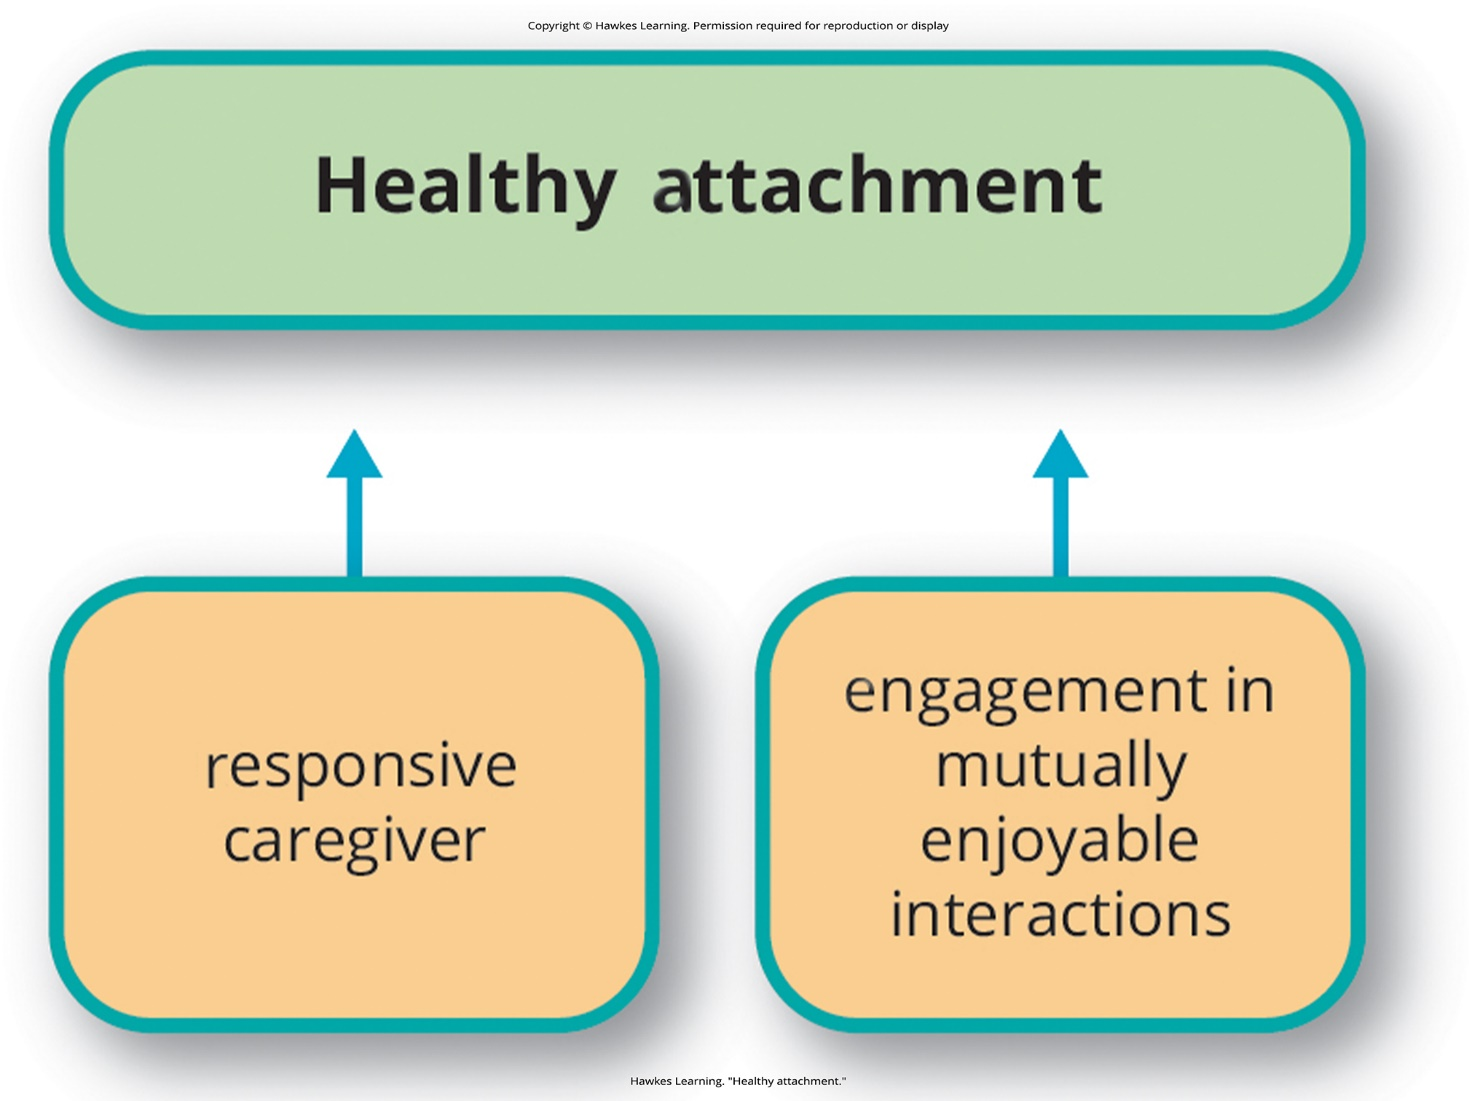 Copyright © Hawkes Learning. Permission required for reproduction or display
Healthy attachment
responsive
caregiver
engagement in
mutually
enjoyable
interactions
Hawkes Learning. "Healthy attachment."